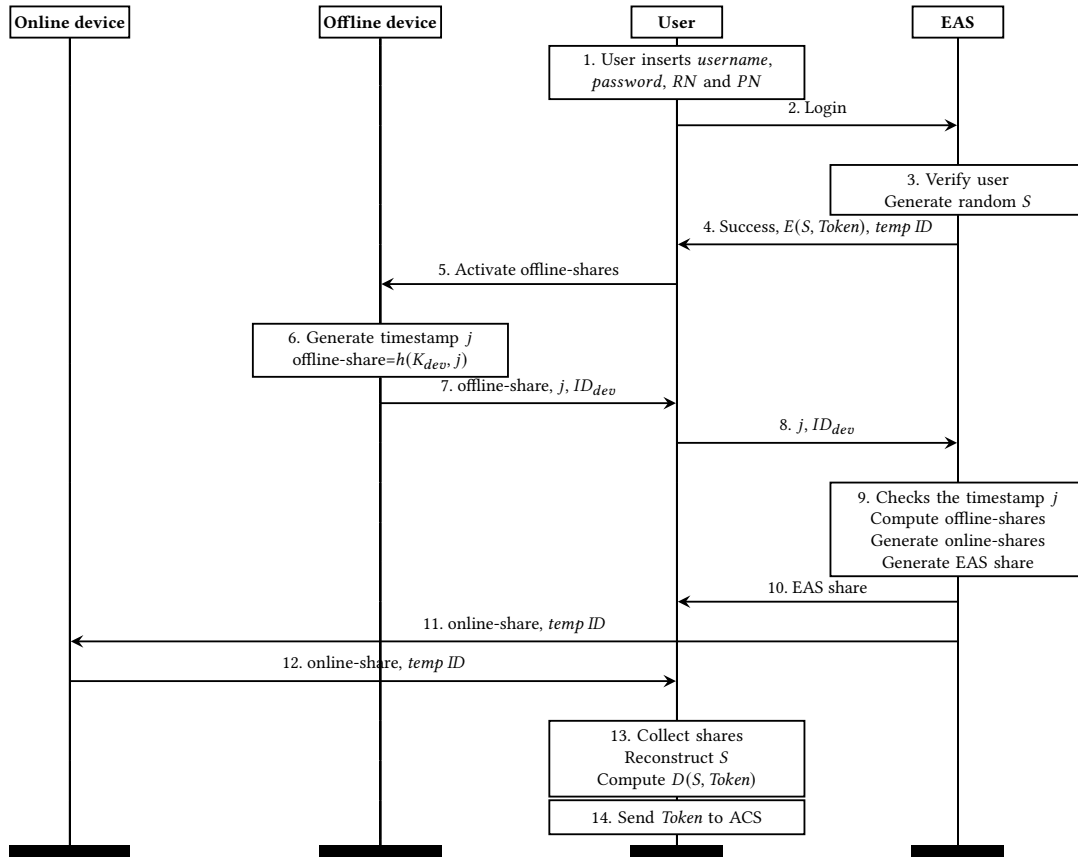 Online device
Offline device
User
EAS
1. User inserts username,
password, RN and PN
2. Login
3. Verify user
Generate random S
4. Success, E(S, Token), temp ID
5. Activate offline-shares
6. Generate timestamp j
offline-share=h(K_dev, j)
7. offline-share, j, ID_dev
8. j, ID_dev
9. Checks the timestamp j
Compute offline-shares
Generate online-shares
Generate EAS share
10. EAS share
11. online-share, temp ID
12. online-share, temp ID
13. Collect shares
Reconstruct S
Compute D(S, Token)
14. Send Token to ACS